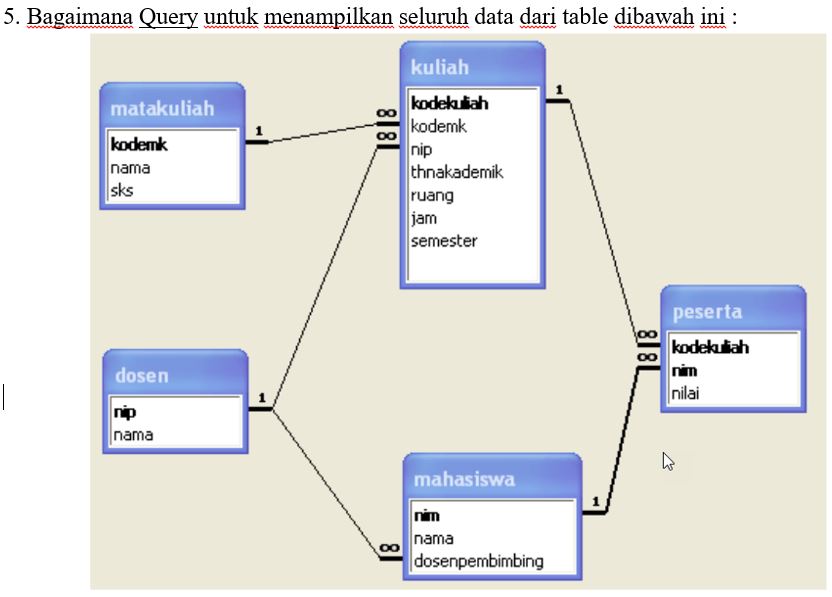 5. Bagaimana Query untuk menampilkan seluruh data dari table dibawah ini :
matakuliah
kodemk
nama
sks
kuliah
kodekuliah
kodemk
nip
thnakademik
ruang
jam
semester
1
∞
∞
1
dosen
nip
nama
1
peserta
kodekuliah
nim
nilai
∞
∞
mahasiswa
nim
nama
dosenpembimbing
∞
1